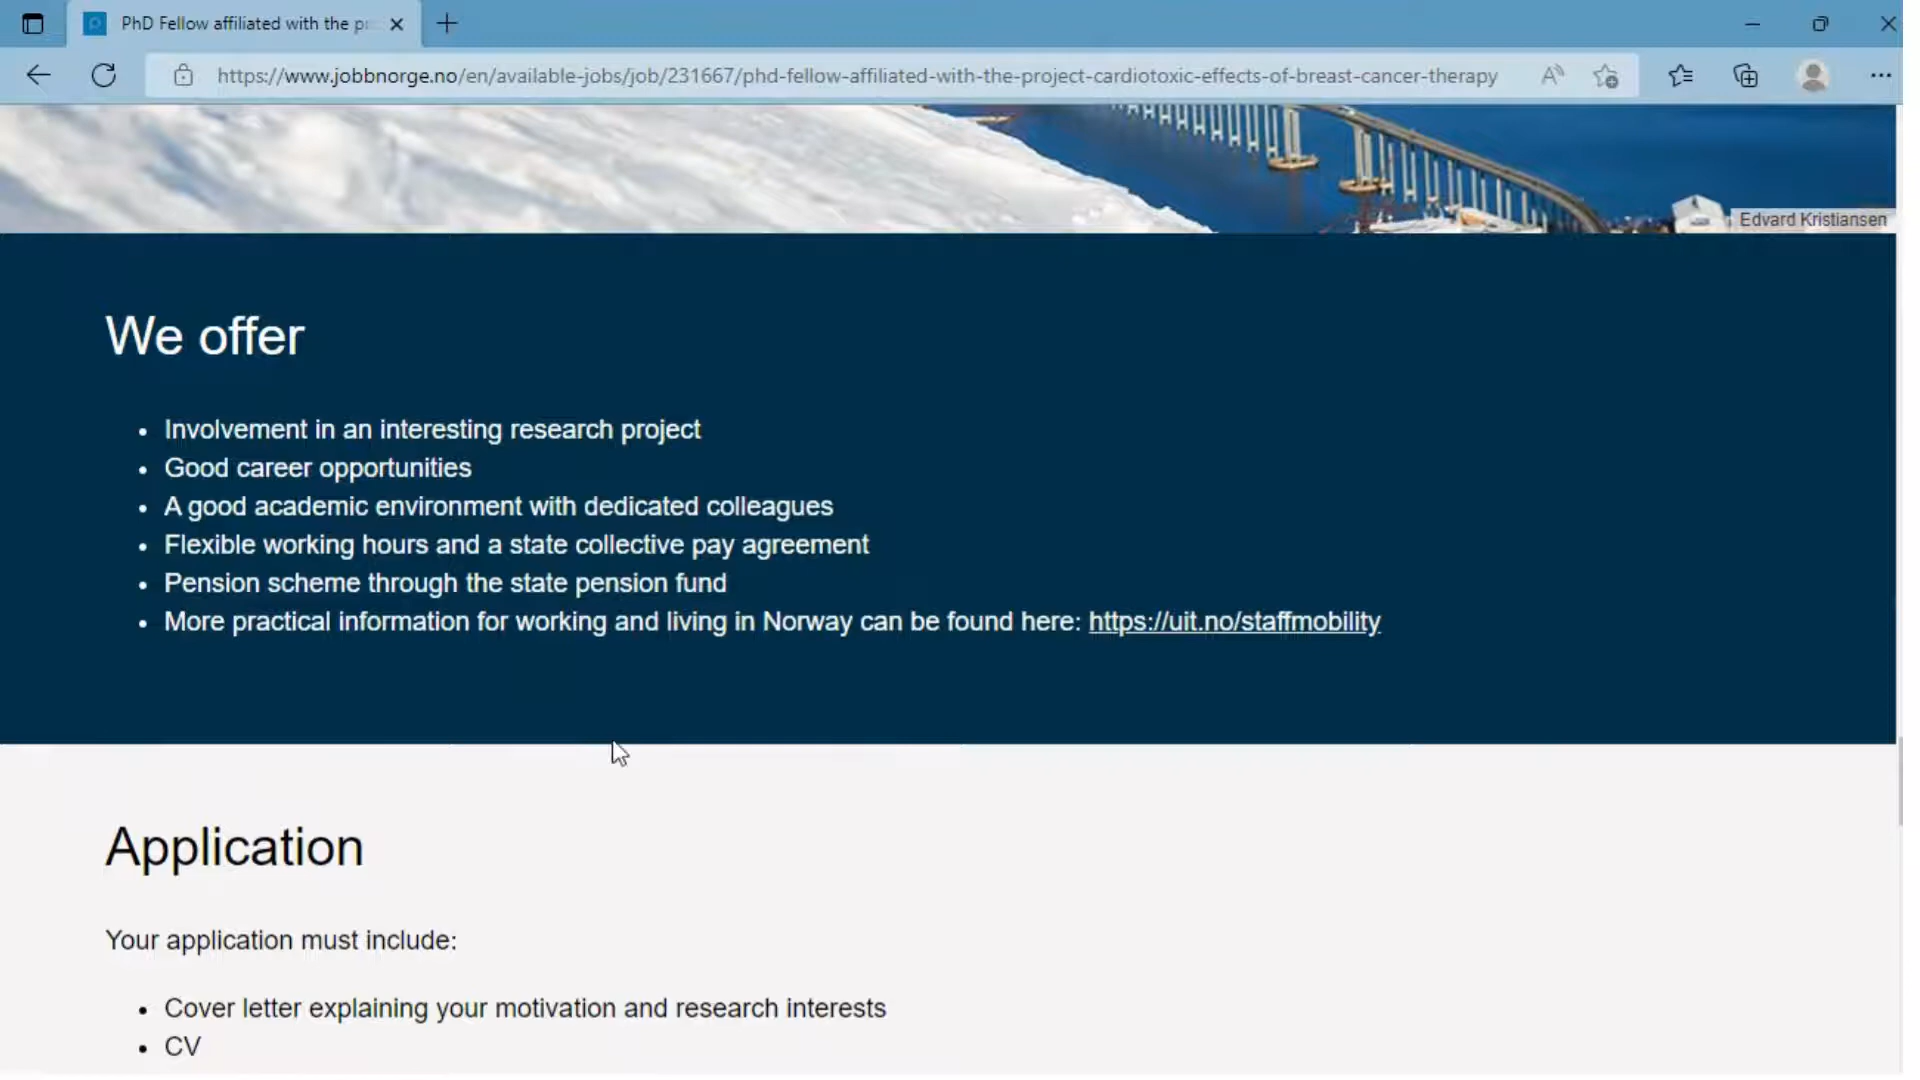 PhD Fellow affiliated with the pr
https://www.jobbnorge.no/en/available-jobs/job/231667/phd-fellow-affiliated-with-the-project-cardiotoxic-effects-of-breast-cancer-therapy
Edvard Kristiansen
We offer
• Involvement in an interesting research project
• Good career opportunities
• A good academic environment with dedicated colleagues
• Flexible working hours and a state collective pay agreement
• Pension scheme through the state pension fund
• More practical information for working and living in Norway can be found here: https://uit.no/staffmobility
Application
Your application must include:
• Cover letter explaining your motivation and research interests
• CV